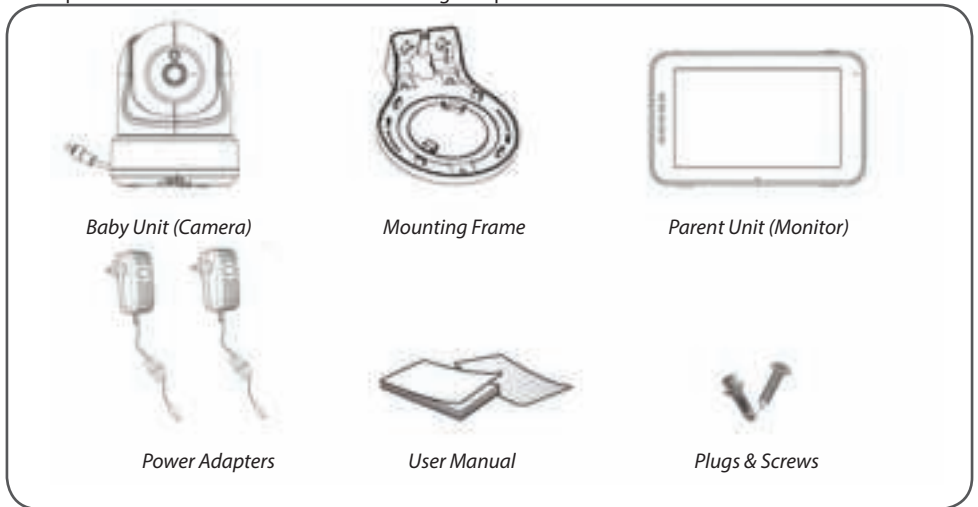 Baby Unit (Camera)
Mounting Frame
Parent Unit (Monitor)
Power Adapters
User Manual
Plugs & Screws